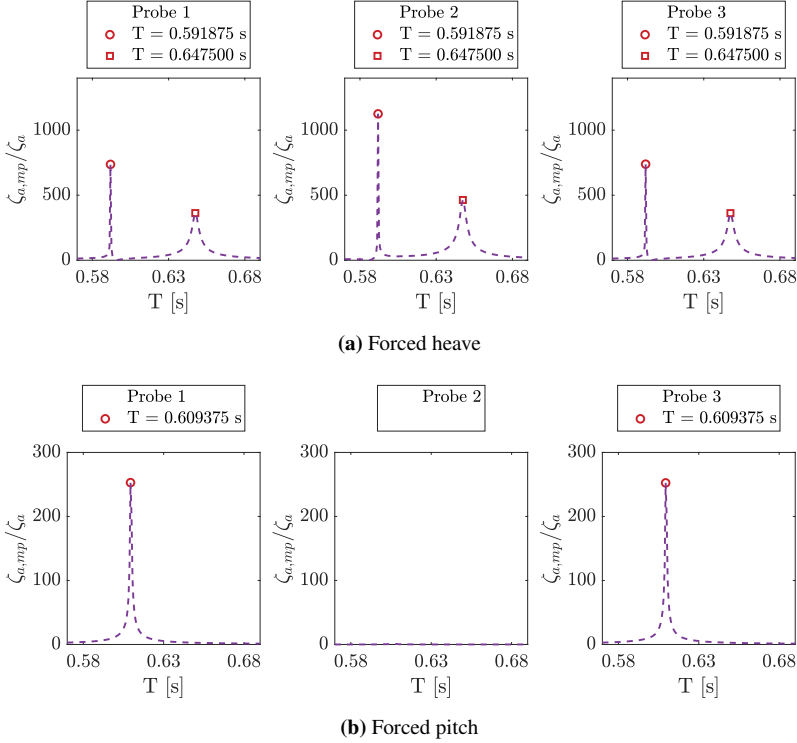 Probe 1
T = 0.591875 s
T = 0.647500 s
Probe 2
T = 0.591875 s
T = 0.647500 s
Probe 3
T = 0.591875 s
T = 0.647500 s
ζa,mp/ζa
1000
500
0
0.58 0.63 0.68
T [s]
ζa,mp/ζa
1000
500
0
0.58 0.63 0.68
T [s]
ζa,mp/ζa
1000
500
0
0.58 0.63 0.68
T [s]
(a) Forced heave
Probe 1
T = 0.609375 s
Probe 2
Probe 3
T = 0.609375 s
ζa,mp/ζa
300
200
100
0
0.58 0.63 0.68
T [s]
ζa,mp/ζa
300
200
100
0
0.58 0.63 0.68
T [s]
ζa,mp/ζa
300
200
100
0
0.58 0.63 0.68
T [s]
(b) Forced pitch